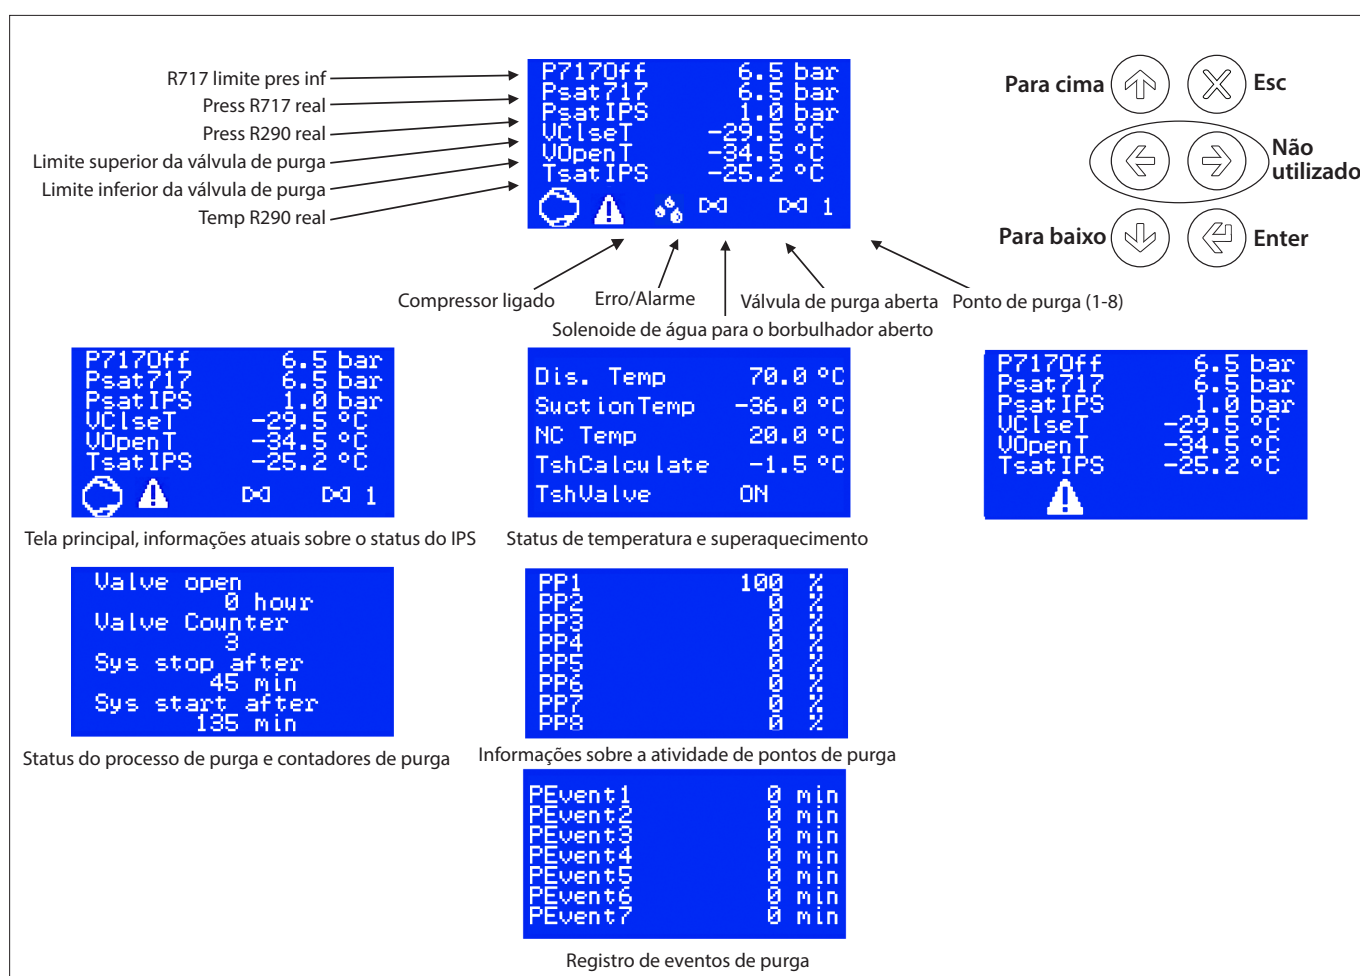 R717 limite pres inf
Press R717 real
Press R290 real
Limite superior da válvula de purga
Limite inferior da válvula de purga
Temp R290 real
P717Off 6.5 bar
Psat717 6.5 bar
PsatIPS 1.0 bar
VClseT -29.5 °C
VOpenT -34.5 °C
TsatIPS -25.2 °C
1
Para cima
Esc
Não
utilizado
Para baixo
Enter
Compressor ligado
Erro/Alarme
Válvula de purga aberta
Ponto de purga (1-8)
Solenoide de água para o borbulhador aberto
P717Off 6.5 bar
Psat717 6.5 bar
PsatIPS 1.0 bar
VClseT -29.5 °C
VOpenT -34.5 °C
TsatIPS -25.2 °C
1
Tela principal, informações atuais sobre o status do IPS
Dis. Temp 70.0 °C
SuctionTemp -36.0 °C
NC Temp 20.0 °C
TshCalculate -1.5 °C
TshValve ON
Status de temperatura e superaquecimento
P717Off 6.5 bar
Psat717 6.5 bar
PsatIPS 1.0 bar
VClseT -29.5 °C
VOpenT -34.5 °C
TsatIPS -25.2 °C
Valve open
0 hour
Valve Counter
3
Sys stop after
45 min
Sys start after
135 min
Status do processo de purga e contadores de purga
PP1 100 %
PP2 0 %
PP3 0 %
PP4 0 %
PP5 0 %
PP6 0 %
PP7 0 %
PP8 0 %
Informações sobre a atividade de pontos de purga
PEvent1 0 min
PEvent2 0 min
PEvent3 0 min
PEvent4 0 min
PEvent5 0 min
PEvent6 0 min
PEvent7 0 min
Registro de eventos de purga